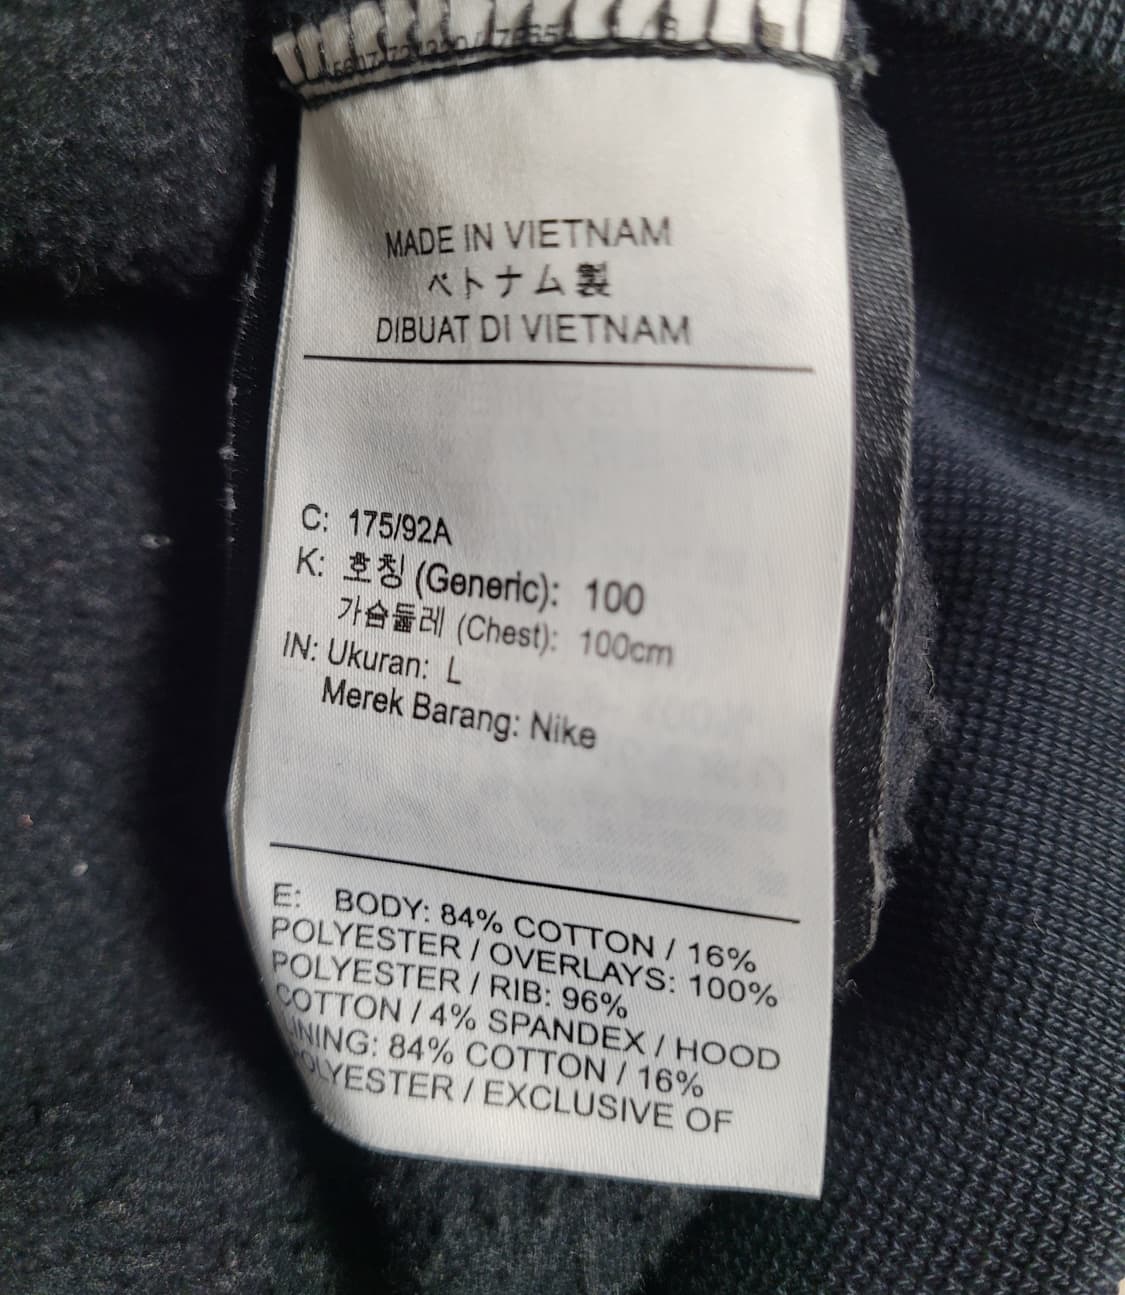 MADE IN VIETNAM
ベトナム製
DIBUAT DI VIETNAM
C: 175/92A
K: 호칭 (Generic): 100
가슴둘레 (Chest): 100cm
IN: Ukuran: L
Merek Barang: Nike
E: BODY: 84% COTTON / 16%
POLYESTER / OVERLAYS: 100%
POLYESTER / RIB: 96%
COTTON / 4% SPANDEX / HOOD
LINING: 84% COTTON / 16%
POLYESTER / EXCLUSIVE OF